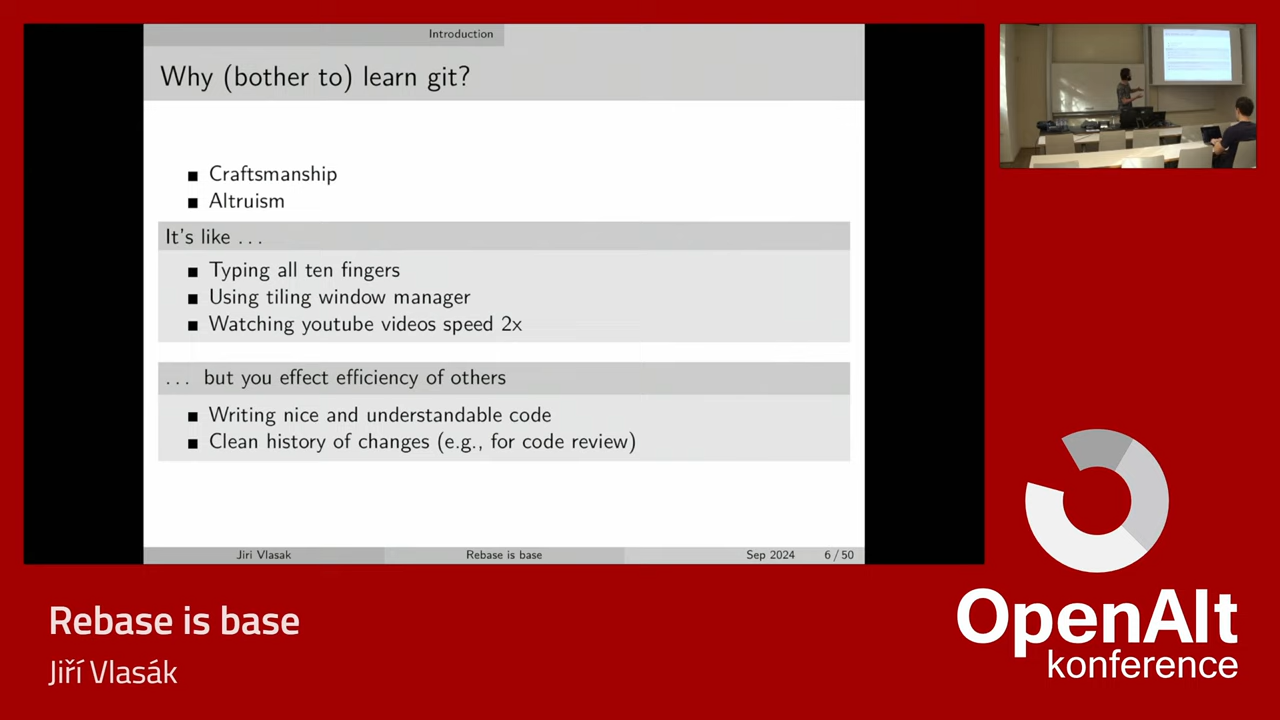 Introduction
Why (bother to) learn git?
Craftsmanship
Altruism
It's like . . .
Typing all ten fingers
Using tiling window manager
Watching youtube videos speed 2x
. . . but you effect efficiency of others
Writing nice and understandable code
Clean history of changes (e.g., for code review)
Jiri Vlasak
Rebase is base
Sep 2024
6 / 50
Rebase is base
Jiří Vlasák
OpenAlt
konference